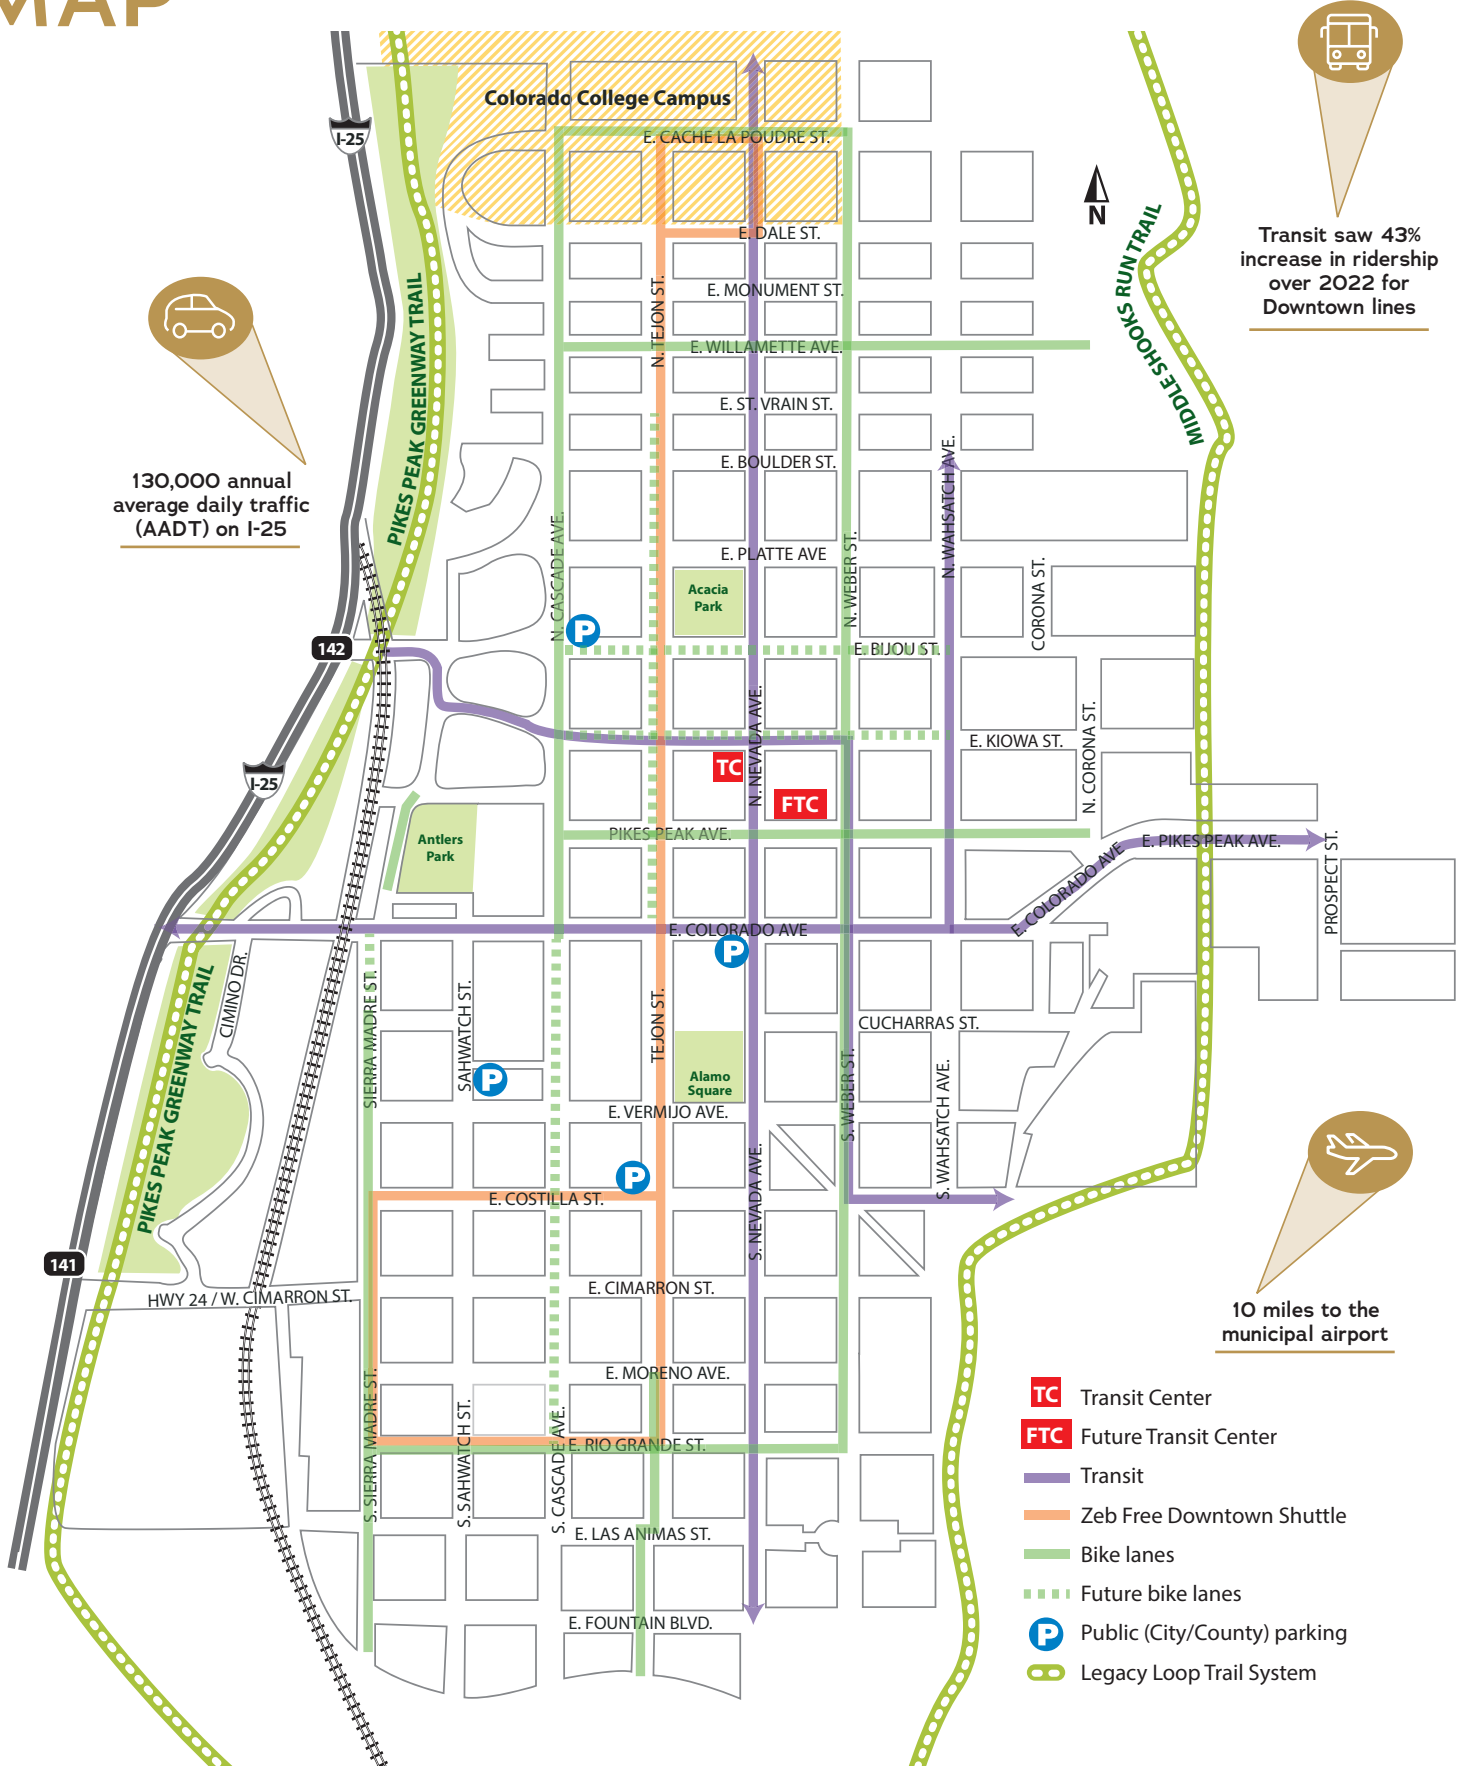 MAP
Colorado College Campus
E. CACHE LA POUDRE ST.
I-25
N
E. DALE ST.
Transit saw 43%
increase in ridership
over 2022 for
Downtown lines
MIDDLE SHOOKS RUN TRAIL
PIKES PEAK GREENWAY TRAIL
N. TEJON ST.
E. MONUMENT ST.
E. WILLAMETTE AVE.
E. ST. VRAIN ST.
E. BOULDER ST.
N. WAHSATCH AVE.
130,000 annual
average daily traffic
(AADT) on I-25
N. CASCADE AVE.
E. PLATTE AVE
N. WEBER ST.
CORONA ST.
Acacia
Park
P
142
E. BIJOU ST.
N. NEVADA AVE.
E. KIOWA ST.
N. CORONA ST.
TC
I-25
FTC
PIKES PEAK AVE.
Antlers
Park
E. PIKES PEAK AVE.
PROSPECT ST.
E. COLORADO AVE
E. COLORADO AVE
P
CIMINO DR.
PIKES PEAK GREENWAY TRAIL
SIERRA MADRE ST.
SAHWATCH ST.
TEJON ST.
CUCHARRAS ST.
P
Alamo
Square
S. WEBER ST.
S. WAHSATCH AVE.
E. VERMIJO AVE.
P
E. COSTILLA ST.
S. NEVADA AVE.
141
E. CIMARRON ST.
HWY 24 / W. CIMARRON ST.
10 miles to the
municipal airport
E. MORENO AVE.
S. SIERRA MADRE ST.
S. SAHWATCH ST.
S. CASCADE AVE.
E. RIO GRANDE ST.
E. LAS ANIMAS ST.
E. FOUNTAIN BLVD.
TC Transit Center
FTC Future Transit Center
Transit
Zeb Free Downtown Shuttle
Bike lanes
Future bike lanes
P Public (City/County) parking
Legacy Loop Trail System